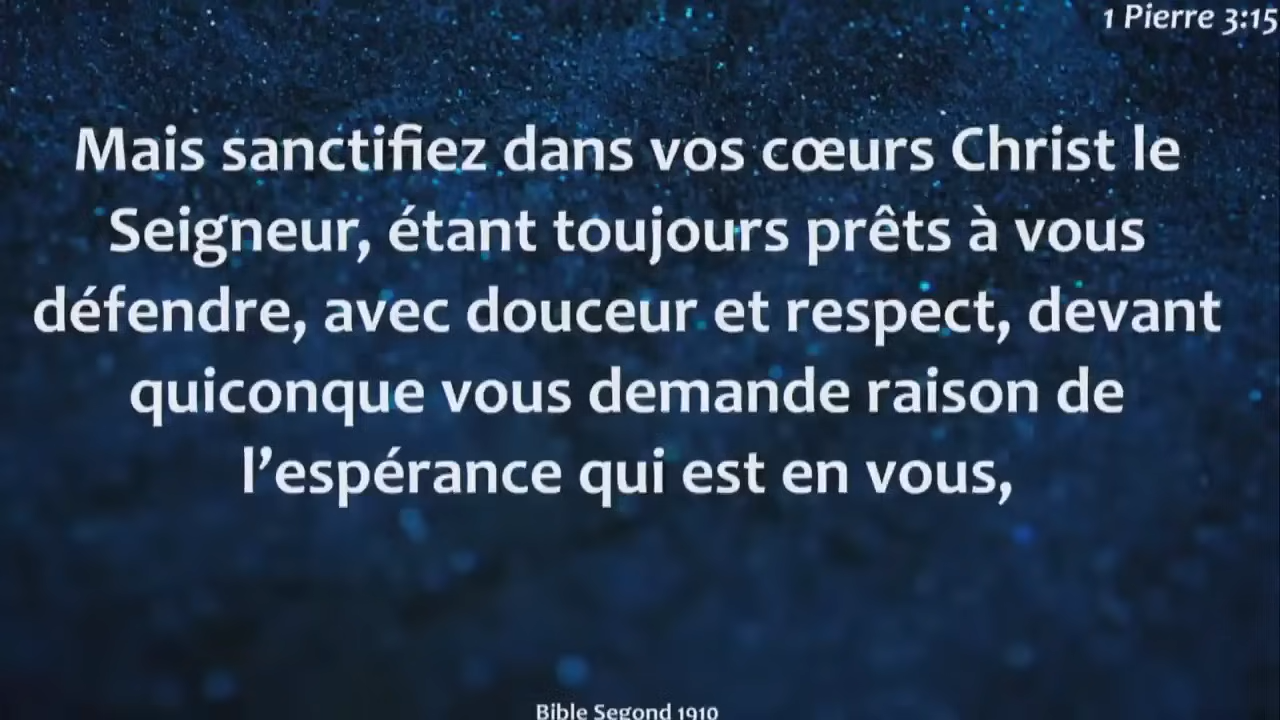 1 Pierre 3:15
Mais sanctifiez dans vos cœurs Christ le
Seigneur, étant toujours prêts à vous
défendre, avec douceur et respect, devant
quiconque vous demande raison de
l’espérance qui est en vous,
Bible Segond 1910